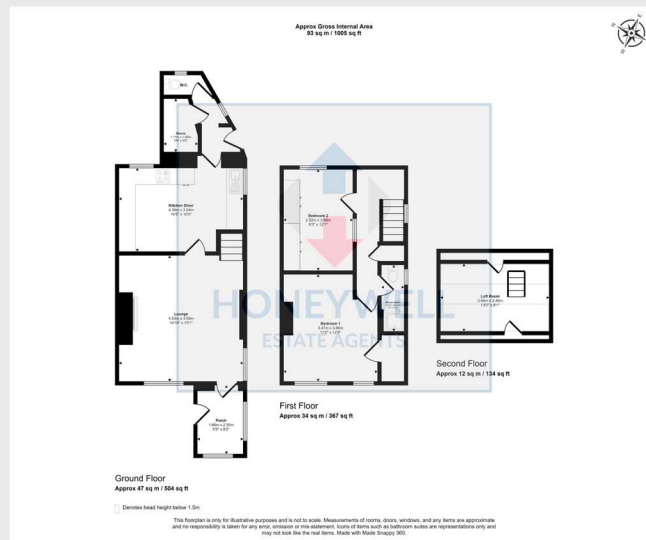 Approx Gross Internal Area
93 sq m / 1005 sq ft
W.C.
Kitchen Diner
Lounge
Porch
Bedroom 2
Bedroom 1
Loft Room
HONEYWELL
ESTATE AGENTS
Second Floor
Approx 12 sq m / 134 sq ft
First Floor
Approx 34 sq m / 367 sq ft
Ground Floor
Approx 47 sq m / 504 sq ft
Denotes head height below 1.5m
This floorplan is only for illustrative purposes and is not to scale. Measurements of rooms, doors, windows, and any items are approximate
and no responsibility is taken for any error, omission or mis-statement. Icons of items such as bathroom suites are representations only and
may not look like the real items. Made with Made Snappy 360.